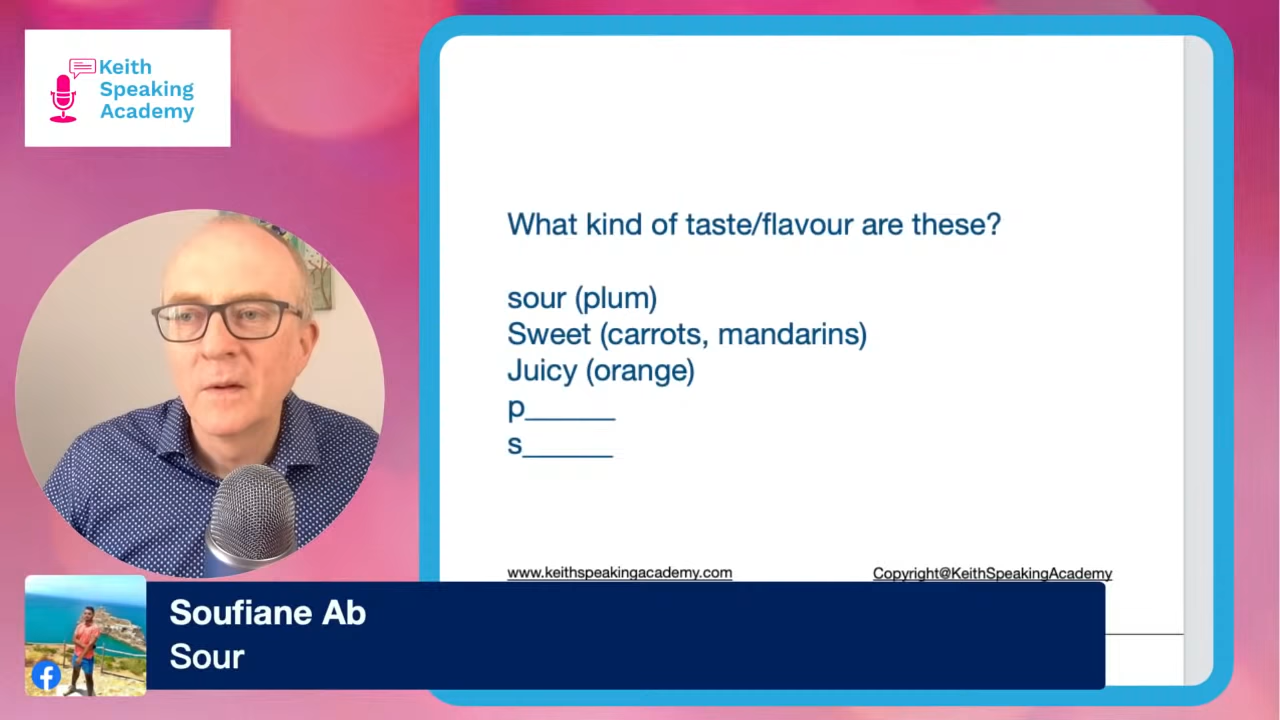 Keith
Speaking
Academy
What kind of taste/flavour are these?
sour (plum)
Sweet (carrots, mandarins)
Juicy (orange)
p______
s______
www.keithspeakingacademy.com
Copyright@KeithSpeakingAcademy
Soufiane Ab
Sour